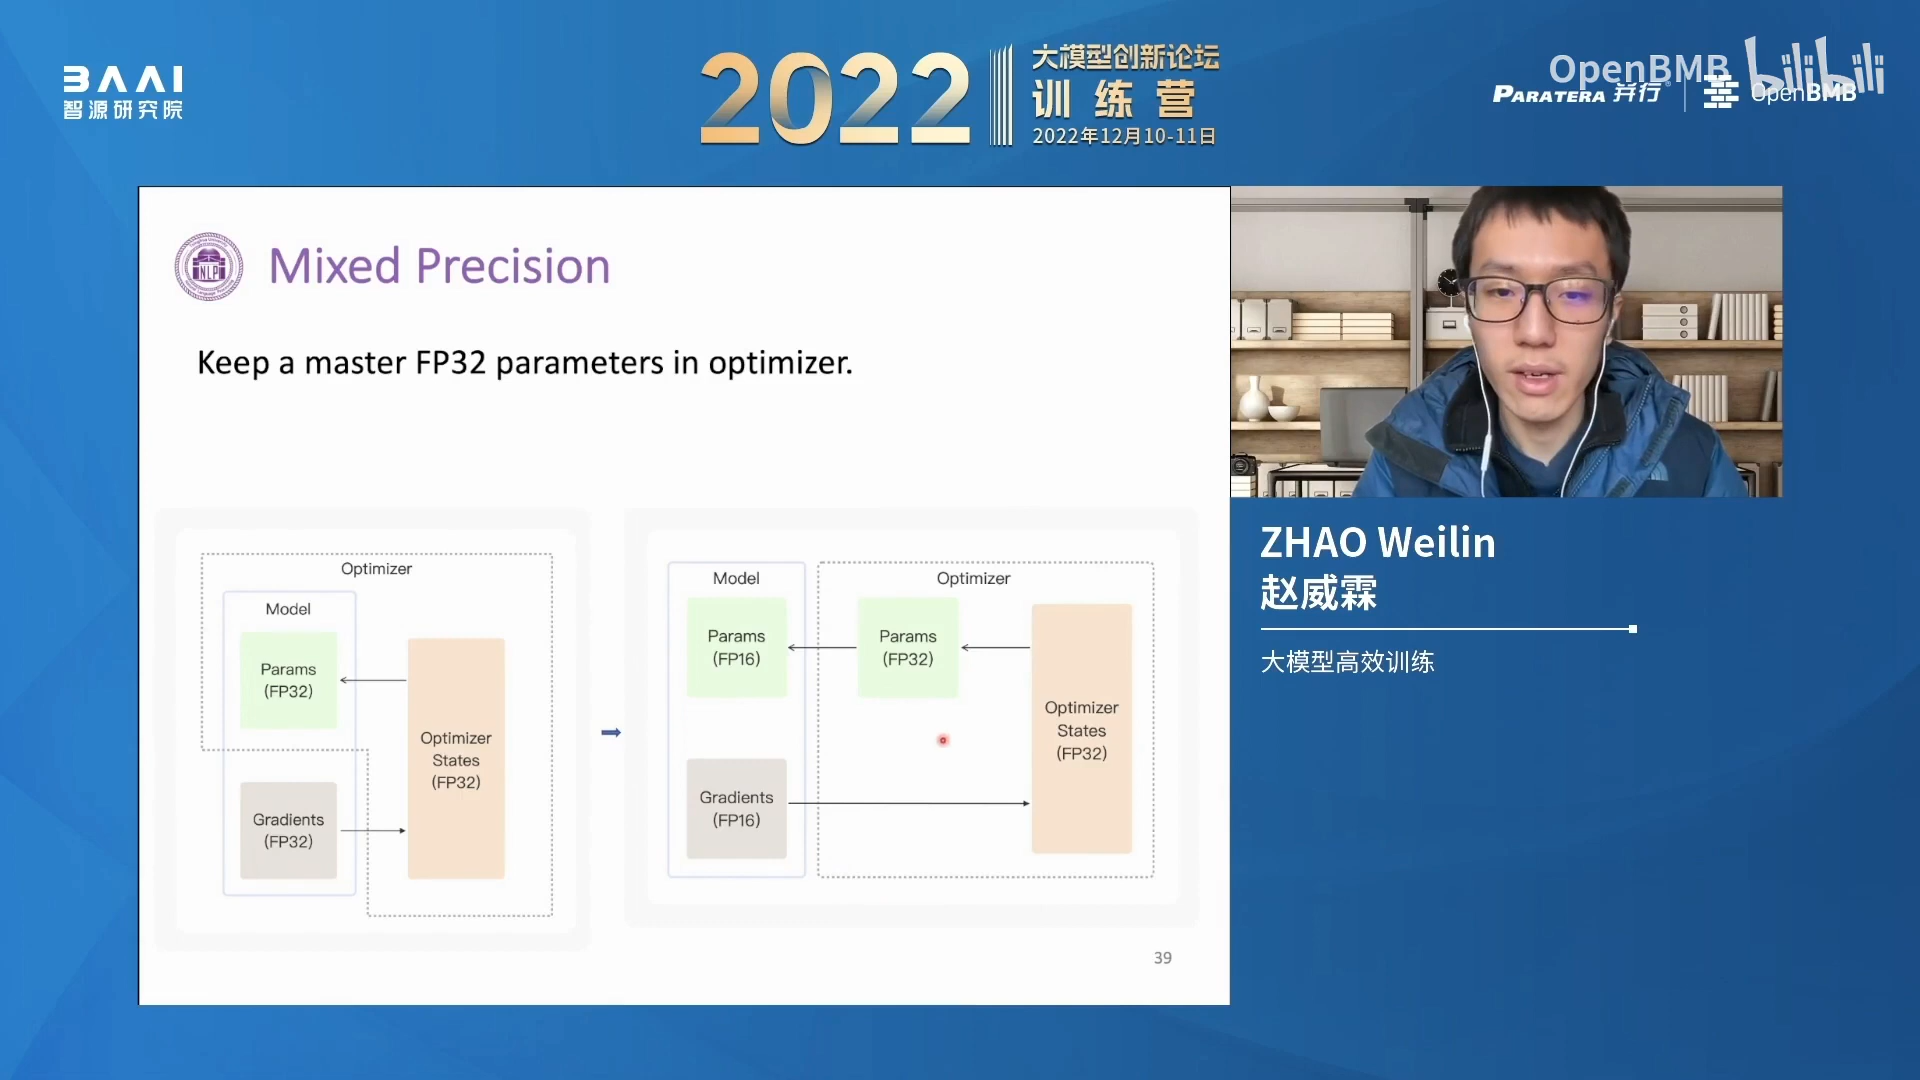 BAAI
智源研究院
2022
大模型创新论坛
训练营
2022年12月10-11日
OpenBMB
bilibili
PARATERA 并行
OpenBMB
NLP
Mixed Precision
Keep a master FP32 parameters in optimizer.
Optimizer
Model
Params
(FP32)
Optimizer
States
(FP32)
Gradients
(FP32)
Model
Optimizer
Params
(FP16)
Params
(FP32)
Optimizer
States
(FP32)
Gradients
(FP16)
39
ZHAO Weilin
赵威霖
大模型高效训练